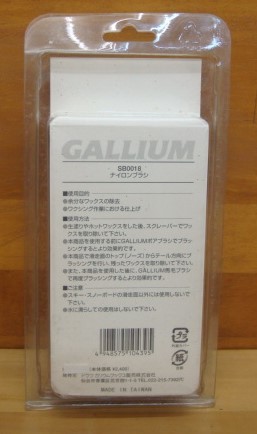 GALLIUM
SB0018
ナイロンブラシ
■使用目的
●余分なワックスの除去
●ワクシング作業における仕上げ
■使用方法
●生塗りやホットワックスをした後、スクレーパーでワックスを取り除いて下さい。
●本商品を使用する前にGALLIUMボアブラシでブラッシングするとより効果的です。
●本商品で滑走面のトップ(ノーズ)からテール方向にブラッシングを行い、残ったワックスを取り除いて下さい。
●また、本商品を使用した後に、GALLIUM馬毛ブラシで再度ブラッシングするとより効果的です。
■ご注意
●スキー・スノーボードの滑走面以外には使用しないで下さい。
●水に濡らしての使用はしないで下さい。
プラ
紙
MADE IN TAIWAN